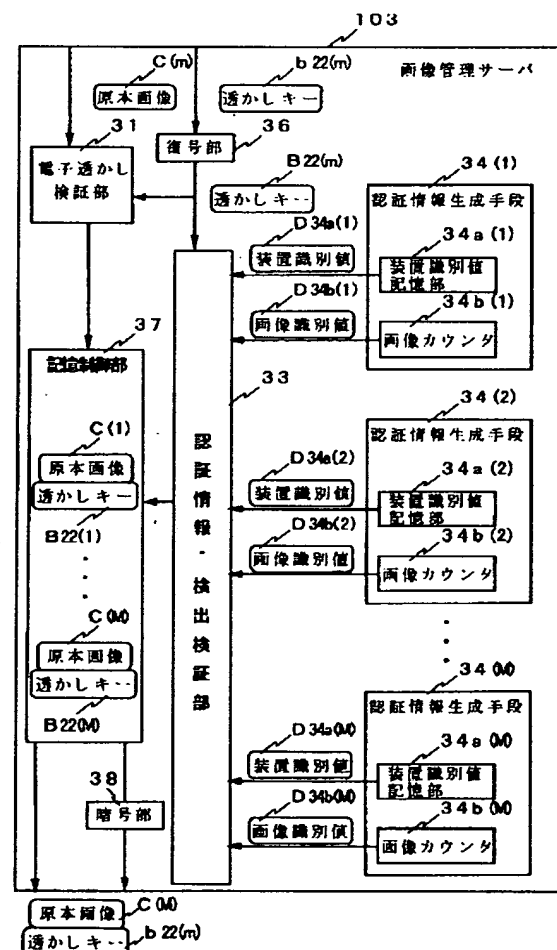 103
画像管理サーバ
C(m)
原本画像
b22(m)
透かしキー
31
電子透かし
検証部
36
復号部
B22(m)
透かしキー
34(1)
認証情報生成手段
D34a(1)
装置識別値
34a(1)
装置識別値
記憶部
D34b(1)
画像識別値
34b(1)
画像カウンタ
37
記憶制御部
33
認証情報・検出検証部
C(1)
原本画像
透かしキー
B22(1)
34(2)
認証情報生成手段
D34a(2)
装置識別値
34a(2)
装置識別値
記憶部
D34b(2)
画像識別値
34b(2)
画像カウンタ
C(M)
原本画像
透かしキー
B22(M)
34(M)
認証情報生成手段
D34a(M)
装置識別値
34a(M)
装置識別値
記憶部
D34b(M)
画像識別値
34b(M)
画像カウンタ
38
暗号部
原本画像
C(M)
透かしキー
b22(m)